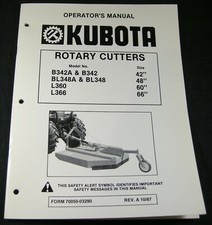 OPERATOR'S MANUAL
KUBOTA
ROTARY CUTTERS
Model No. Size
B342A & B342 42"
BL348A & BL348 48"
L360 60"
L366 66"
THIS SAFETY ALERT SYMBOL IDENTIFIES IMPORTANT
SAFETY MESSAGES IN THIS MANUAL
FORM 70050-03290 REV. A 10/87